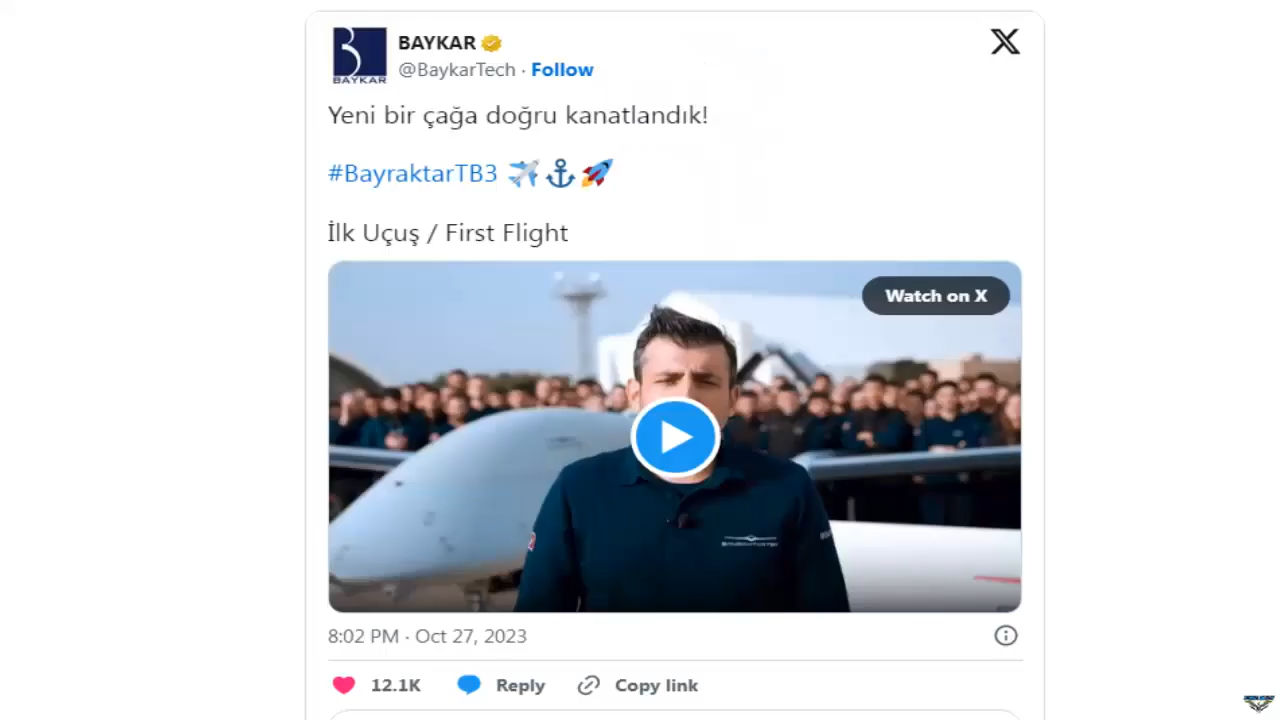 BAYKAR
BAYKAR
@BaykarTech · Follow
Yeni bir çağa doğru kanatlandık!
#BayraktarTB3
İlk Uçuş / First Flight
Watch on X
8:02 PM · Oct 27, 2023
12.1K
Reply
Copy link